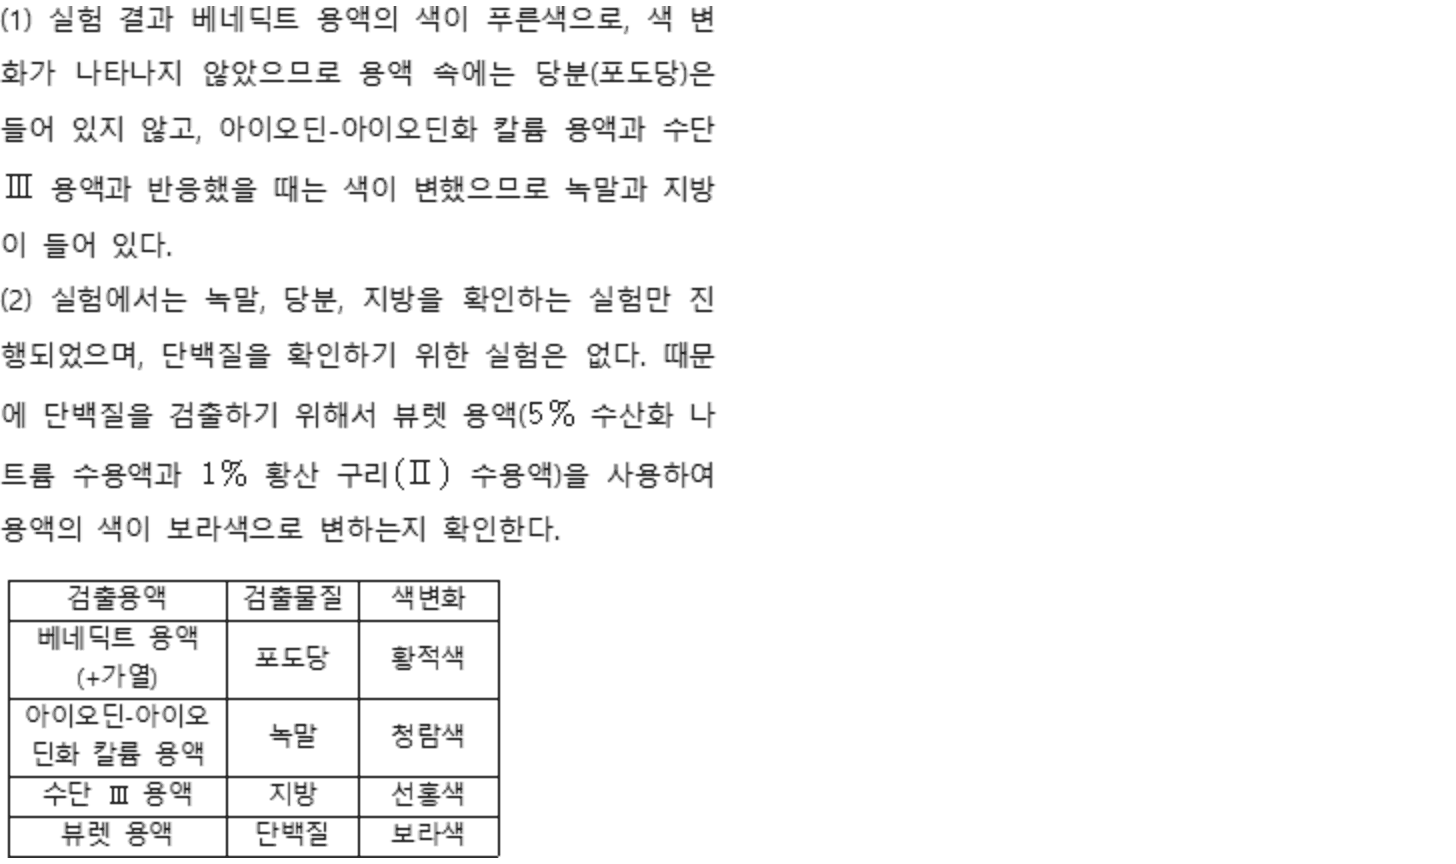 (1) 실험 결과 베네딕트 용액의 색이 푸른색으로, 색 변
화가 나타나지 않았으므로 용액 속에는 당분(포도당)은
들어 있지 않고, 아이오딘-아이오딘화 칼륨 용액과 수단
Ⅲ 용액과 반응했을 때는 색이 변했으므로 녹말과 지방
이 들어 있다.
(2) 실험에서는 녹말, 당분, 지방을 확인하는 실험만 진
행되었으며, 단백질을 확인하기 위한 실험은 없다. 때문
에 단백질을 검출하기 위해서 뷰렛 용액(5% 수산화 나
트륨 수용액과 1% 황산 구리(Ⅱ) 수용액)을 사용하여
용액의 색이 보라색으로 변하는지 확인한다.
검출용액 검출물질 색변화
베네딕트 용액
(+가열) 포도당 황적색
아이오딘-아이오
딘화 칼륨 용액 녹말 청람색
수단 Ⅲ 용액 지방 선홍색
뷰렛 용액 단백질 보라색